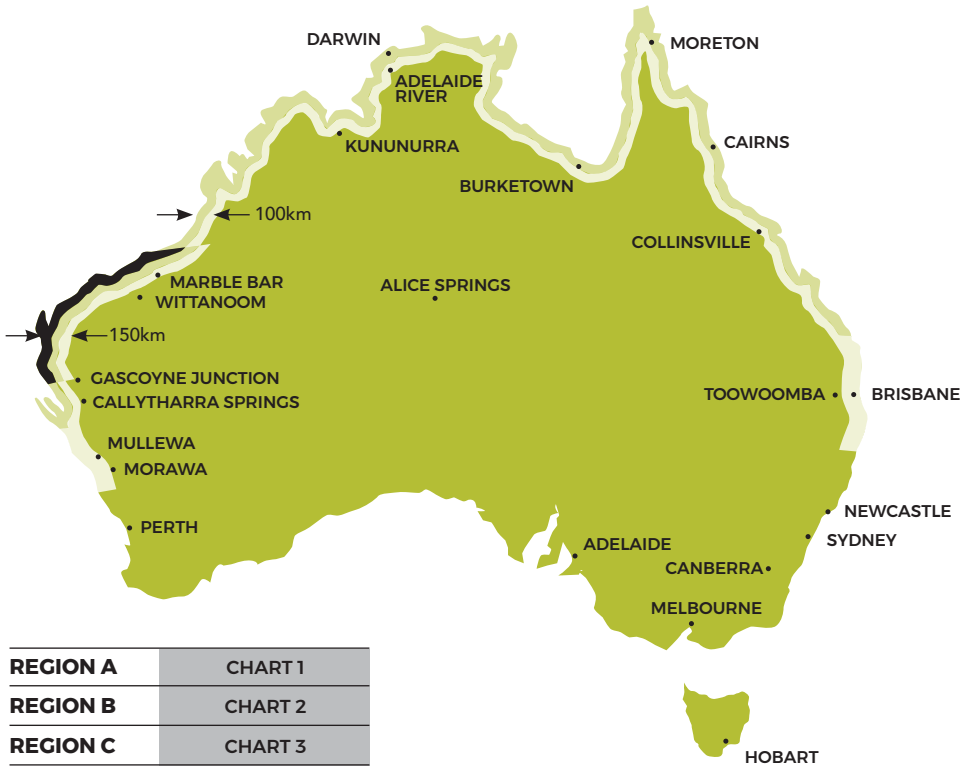 DARWIN
MORETON
ADELAIDE
RIVER
KUNUNURRA
CAIRNS
BURKETOWN
100km
COLLINSVILLE
MARBLE BAR
ALICE SPRINGS
WITTANOOM
150km
GASCOYNE JUNCTION
TOOWOOMBA
BRISBANE
CALLYTHARRA SPRINGS
MULLEWA
MORAWA
NEWCASTLE
PERTH
SYDNEY
ADELAIDE
CANBERRA
MELBOURNE
REGION A CHART 1
REGION B CHART 2
REGION C CHART 3
HOBART